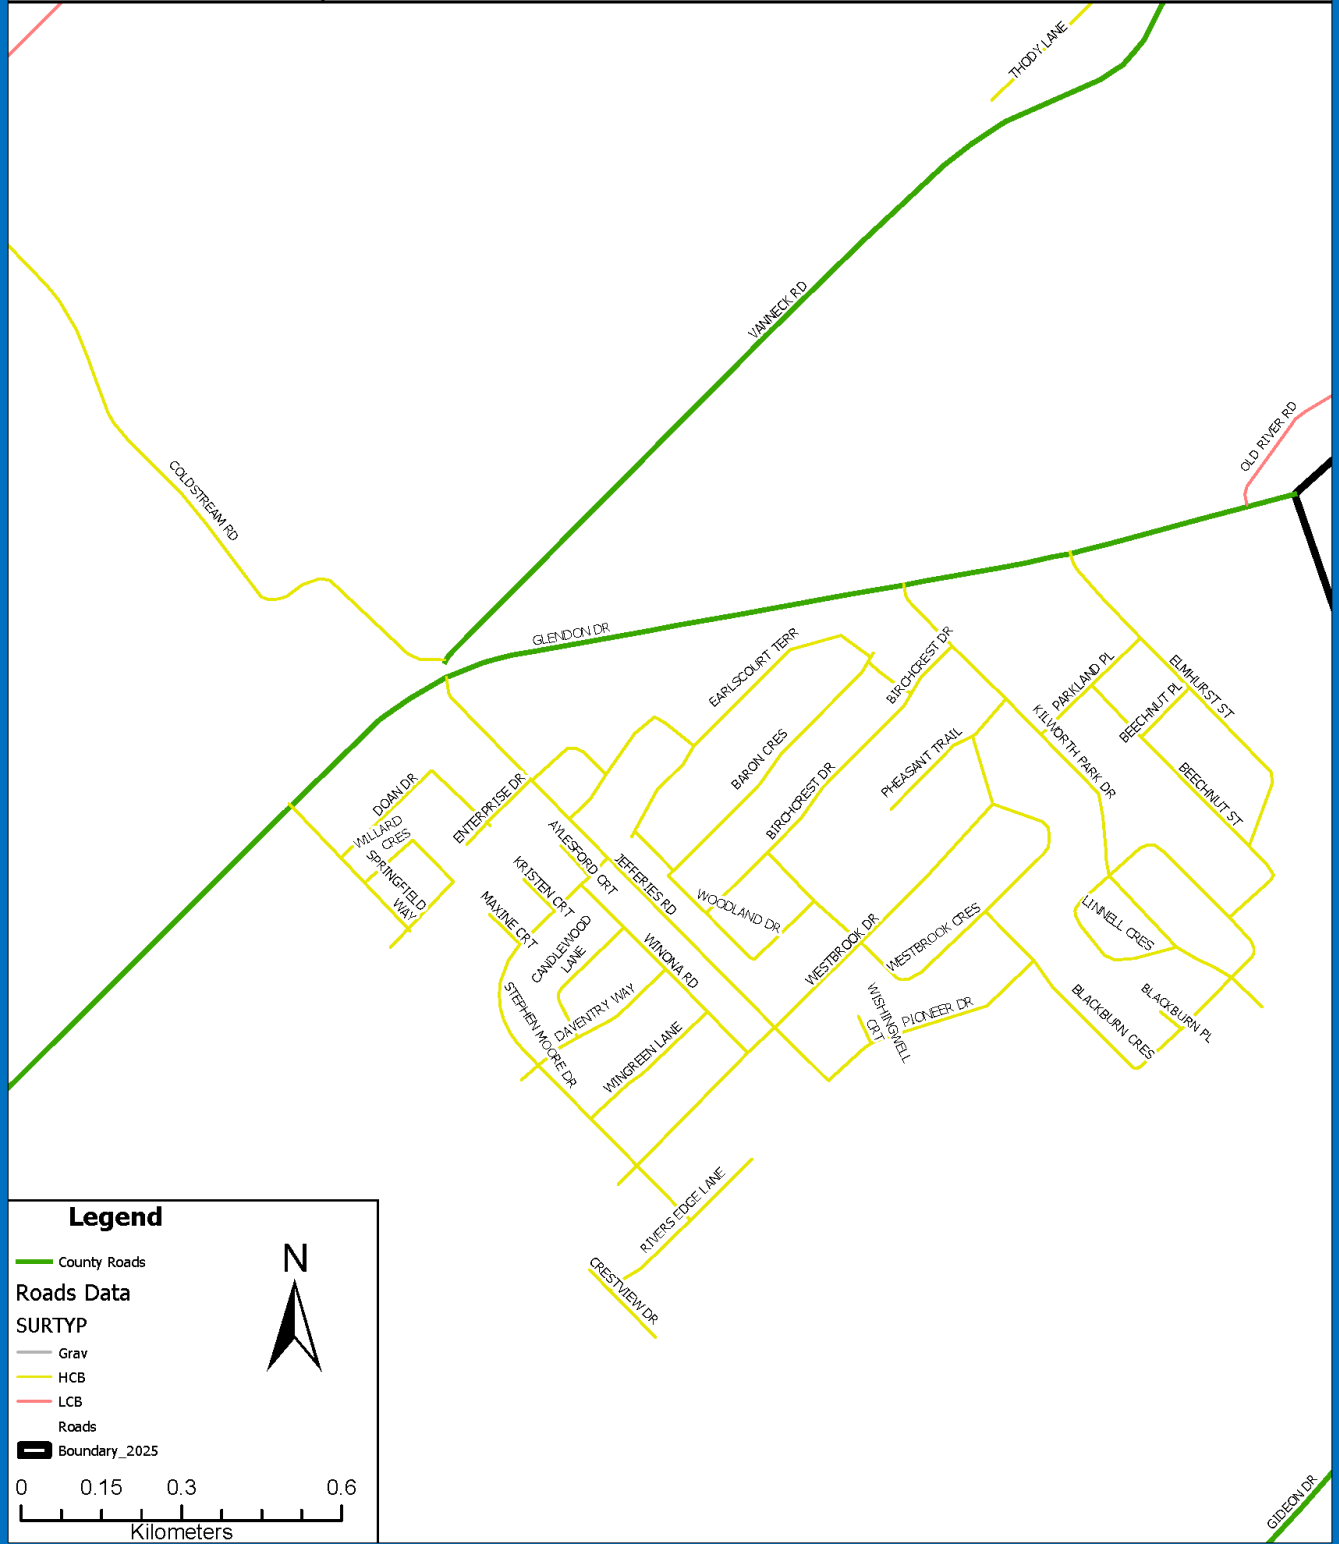 THODY LANE
VANNECK RD
OLD RIVER RD
COLDSTREAM RD
GLENDON DR
EARLSCOURT TERR
BIRCHCREST DR
PARKLAND PL
ELMHURST ST
BEECHNUT PL
KILWORTH PARK DR
BARON CRES
PHEASANT TRAIL
DOAN DR
ENTERPRISE DR
BIRCHCREST DR
BEECHNUT ST
WILLARD
CRES
SPRINGFIELD
WAY
AYLESFORD CRT
JEFFERIES RD
KRISTEN CRT
MAXINE CRT
WOODLAND DR
CANDLEWOOD
LANE
WINONA RD
WESTBROOK DR
WESTBROOK CRES
LINNELL CRES
STEPHEN MOORE DR
DAVENTRY WAY
WISHINGWELL
CRT
PIONEER DR
BLACKBURN CRES
BLACKBURN PL
WINGREEN LANE
RIVERS EDGE LANE
CRESTVIEW DR
GIDEON DR
Legend
N
County Roads
Roads Data
SURTYP
Grav
HCB
LCB
Roads
Boundary_2025
0 0.15 0.3 0.6
Kilometers